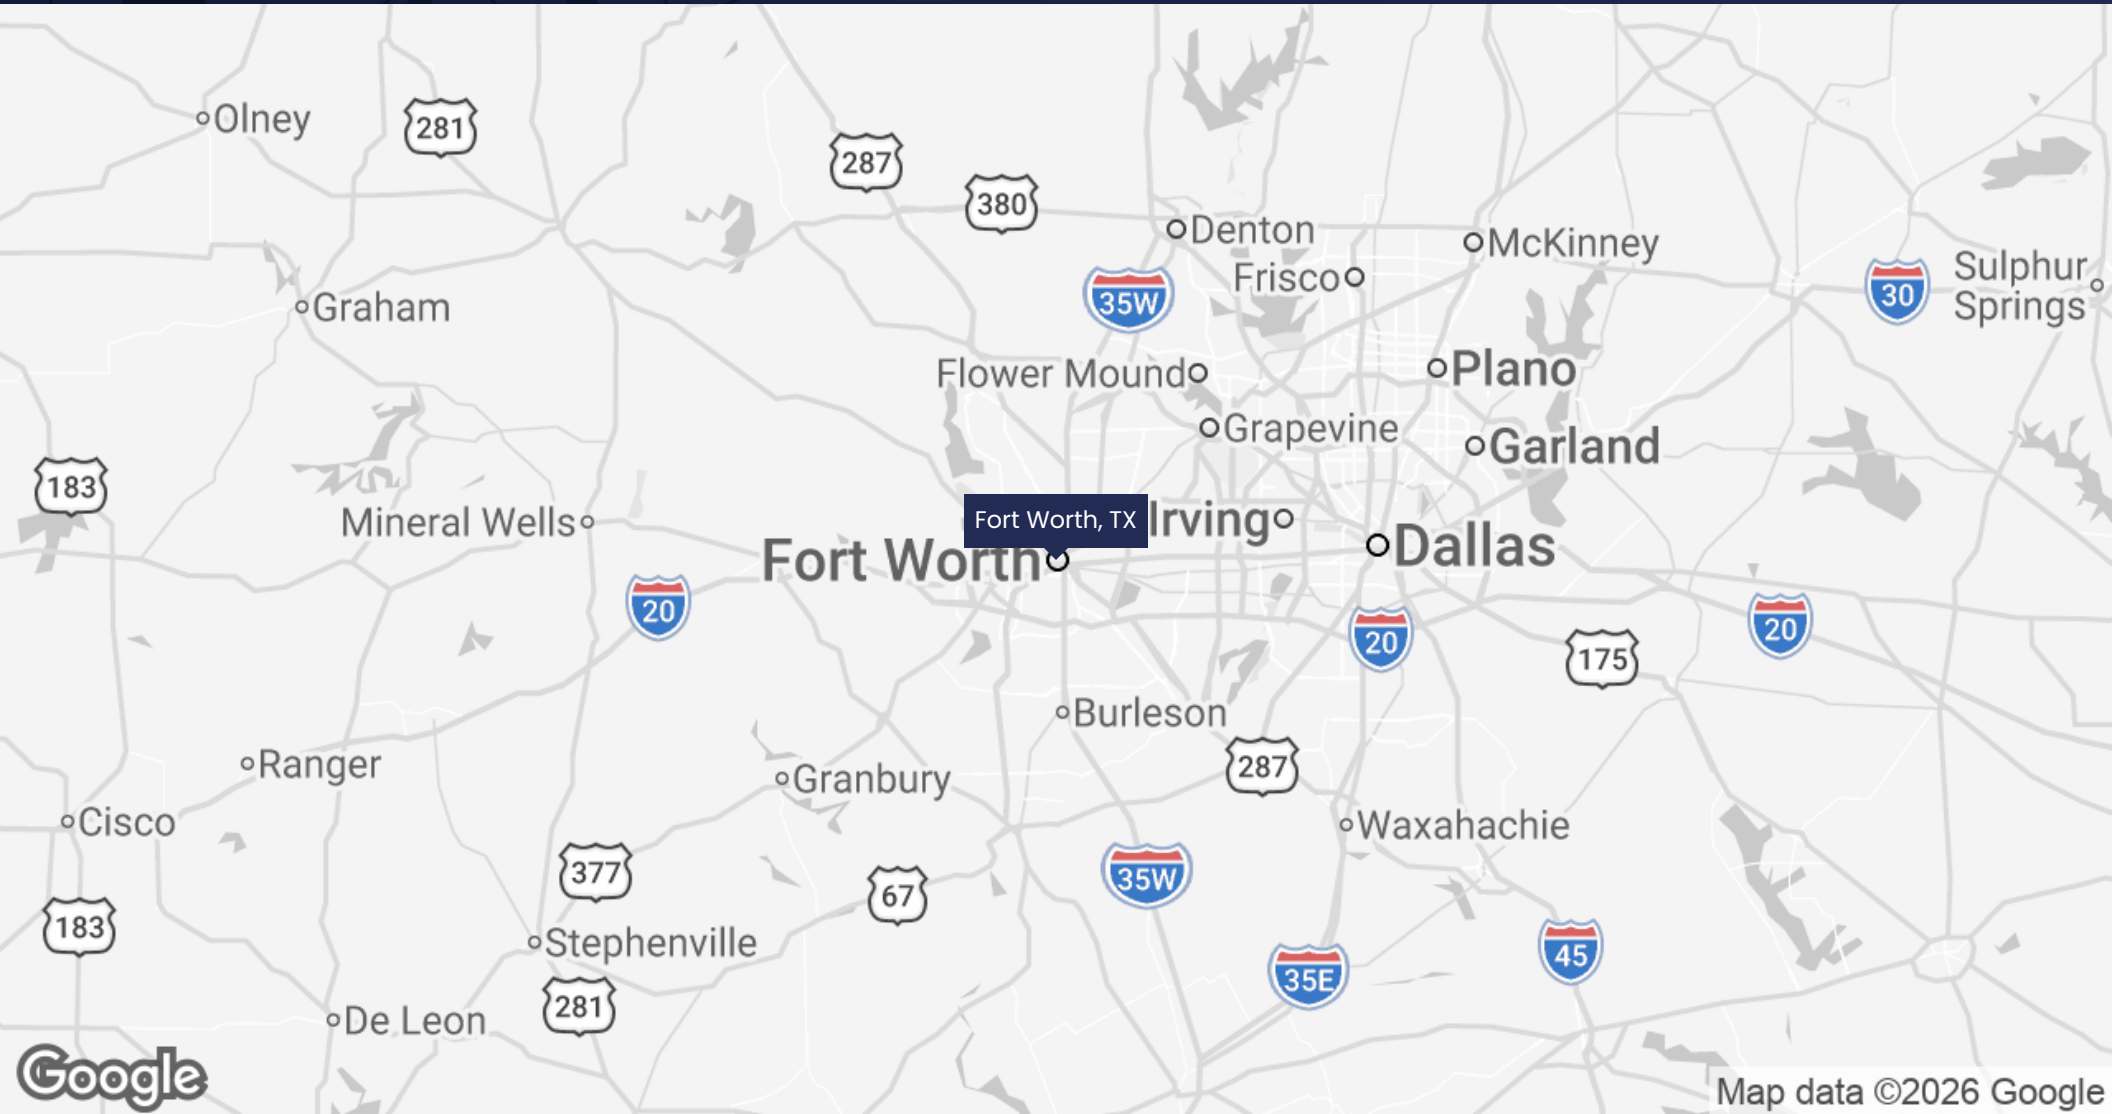 Olney
281
287
380
Denton
McKinney
Frisco
35W
30
Sulphur
Springs
Graham
Flower Mound
Plano
Grapevine
Garland
183
Mineral Wells
Fort Worth, TX
Irving
Fort Worth
Dallas
20
20
20
175
Burleson
Ranger
287
Granbury
Cisco
Waxahachie
377
67
35W
183
Stephenville
45
35E
281
De Leon
Google
Map data ©2026 Google